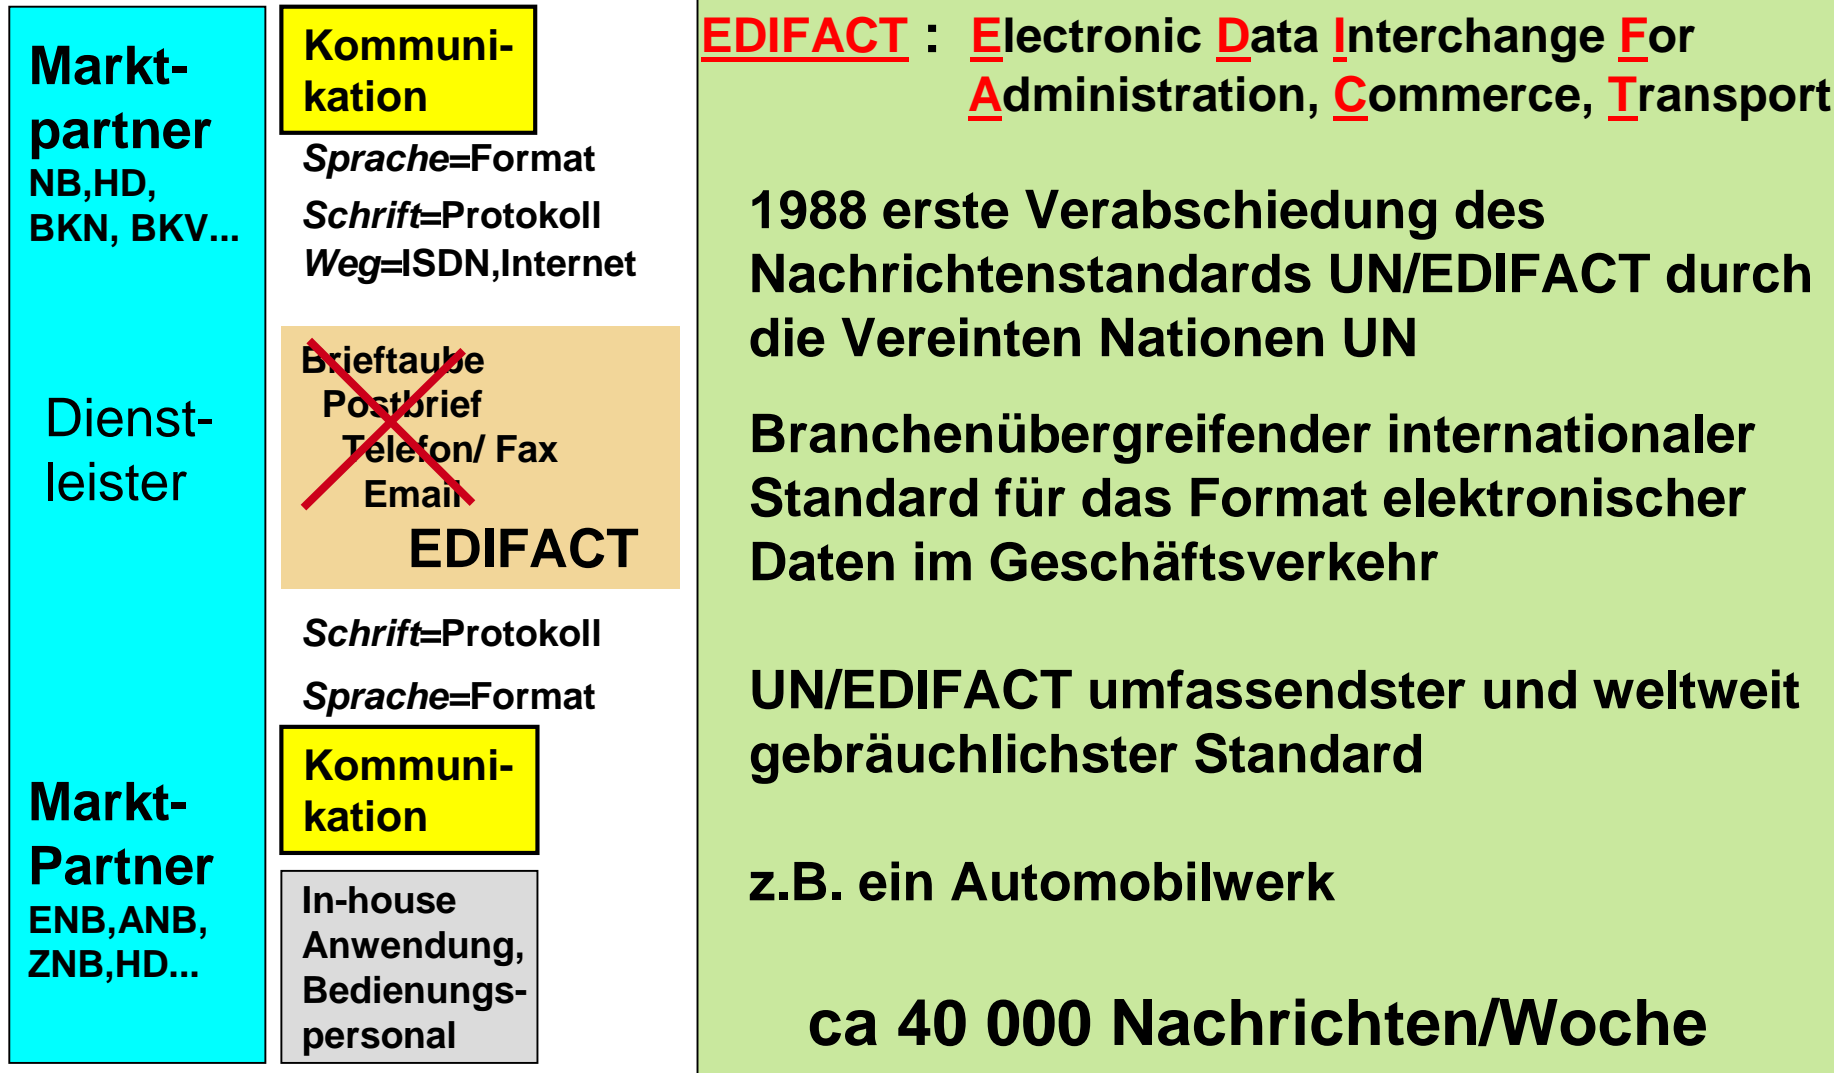 Markt-
partner
NB,HD,
BKN, BKV...
Dienst-
leister
Markt-
Partner
ENB,ANB,
ZNB,HD...
Kommuni-
kation
Sprache=Format
Schrift=Protokoll
Weg=ISDN,Internet
Brieftaube
Postbrief
Telefon/ Fax
Email
EDIFACT
Schrift=Protokoll
Sprache=Format
Kommuni-
kation
In-house
Anwendung,
Bedienungs-
personal
EDIFACT : Electronic Data Interchange For
Administration, Commerce, Transport
1988 erste Verabschiedung des
Nachrichtenstandards UN/EDIFACT durch
die Vereinten Nationen UN
Branchenübergreifender internationaler
Standard für das Format elektronischer
Daten im Geschäftsverkehr
UN/EDIFACT umfassendster und weltweit
gebräuchlichster Standard
z.B. ein Automobilwerk
ca 40 000 Nachrichten/Woche